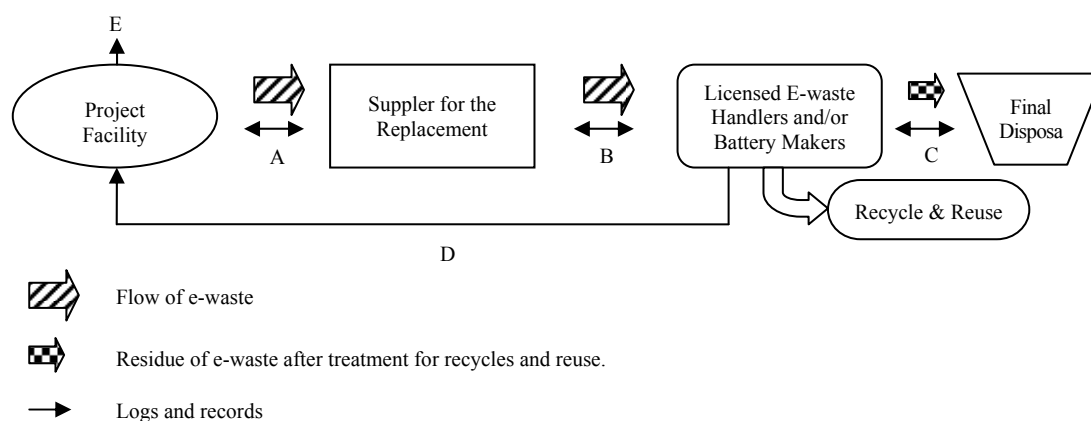 E
Project
Facility
A
Suppler for the
Replacement
B
Licensed E-waste
Handlers and/or
Battery Makers
C
Final
Disposa
Recycle & Reuse
D
Flow of e-waste
Residue of e-waste after treatment for recycles and reuse.
Logs and records